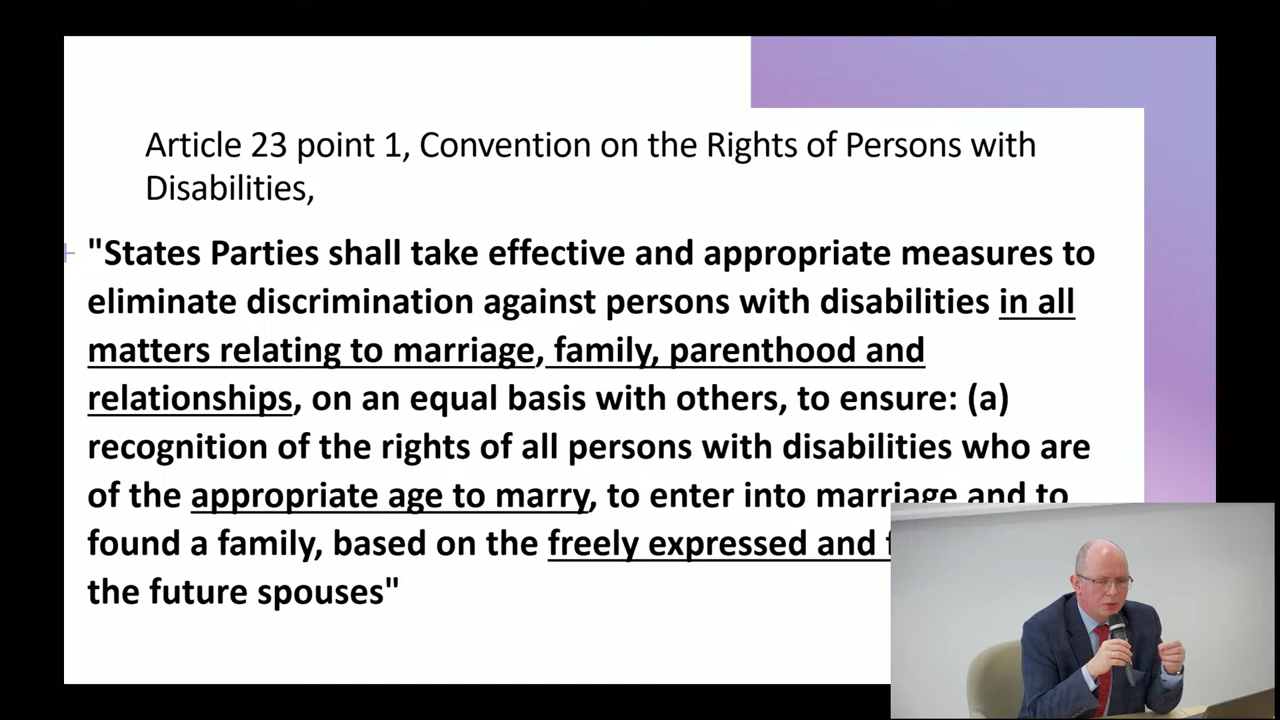 Article 23 point 1, Convention on the Rights of Persons with
Disabilities,
"States Parties shall take effective and appropriate measures to
eliminate discrimination against persons with disabilities in all
matters relating to marriage, family, parenthood and
relationships, on an equal basis with others, to ensure: (a)
recognition of the rights of all persons with disabilities who are
of the appropriate age to marry, to enter into marriage and to
found a family, based on the freely expressed and
the future spouses"